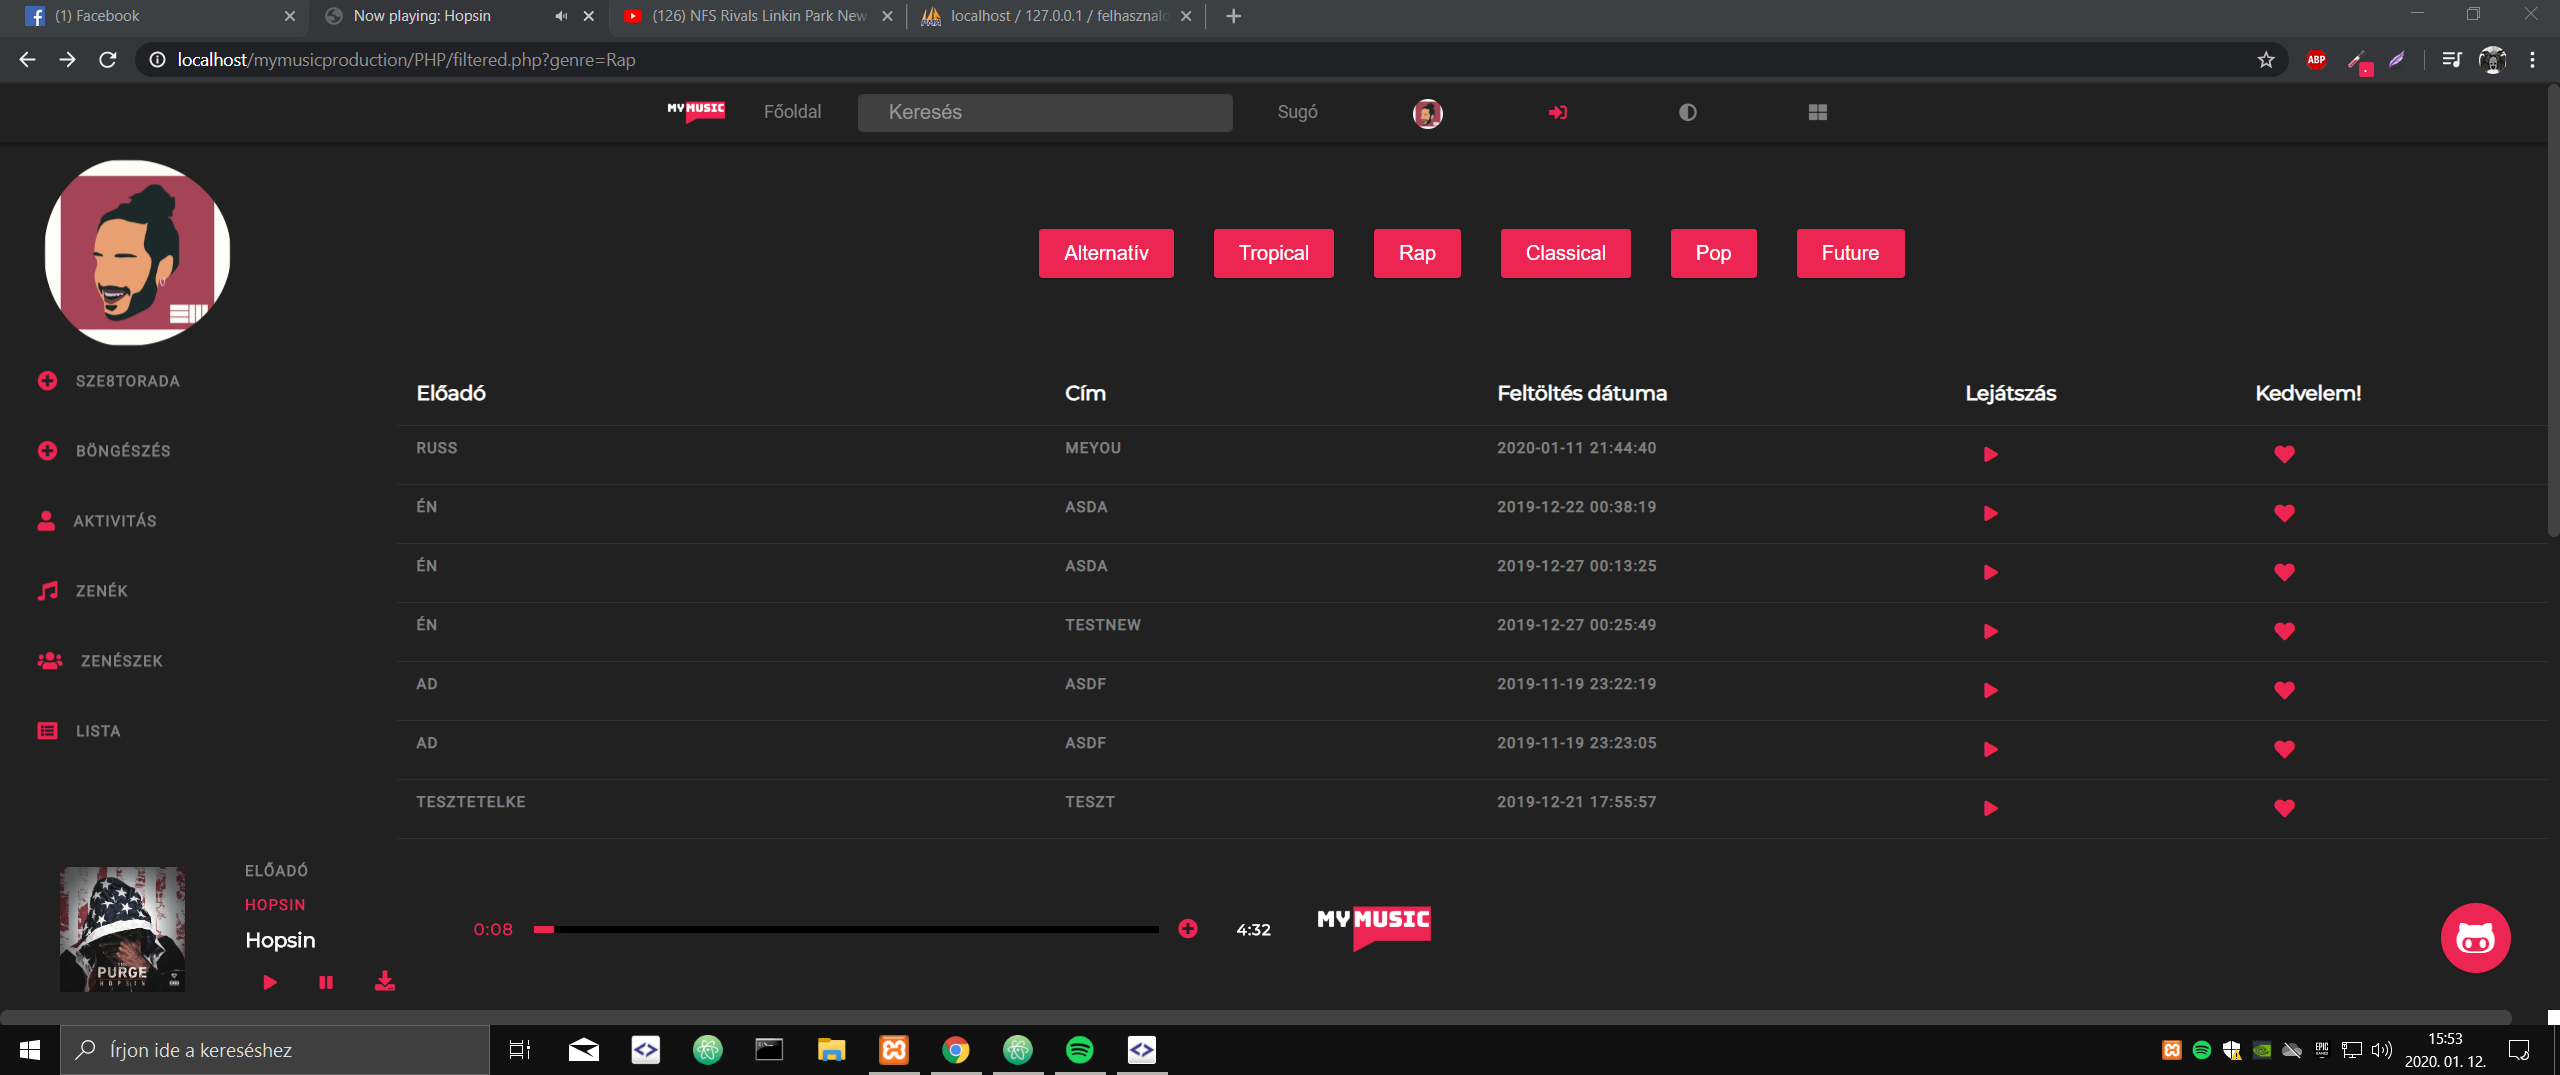 (1) Facebook
Now playing: Hopsin
(126) NFS Rivals Linkin Park New
localhost / 127.0.0.1 / felhasznalo
localhost/mymusicproduction/PHP/filtered.php?genre=Rap
ABP
MY MUSIC
Főoldal
Keresés
Sugó
Alternatív
Tropical
Rap
Classical
Pop
Future
SZE8TORADA
BÖNGÉSZÉS
AKTIVITÁS
ZENÉK
ZENÉSZEK
LISTA
Előadó Cím Feltöltés dátuma Lejátszás Kedvelem!
RUSS MEYOU 2020-01-11 21:44:40
ÉN ASDA 2019-12-22 00:38:19
ÉN ASDA 2019-12-27 00:13:25
ÉN TESTNEW 2019-12-27 00:25:49
AD ASDF 2019-11-19 23:22:19
AD ASDF 2019-11-19 23:23:05
TESZTETELKE TESZT 2019-12-21 17:55:57
PURGE
HOPSIN
ELŐADÓ
HOPSIN
Hopsin
0:08
4:32
MY MUSIC
Írjon ide a kereséshez
EPIC
15:53
2020. 01. 12.